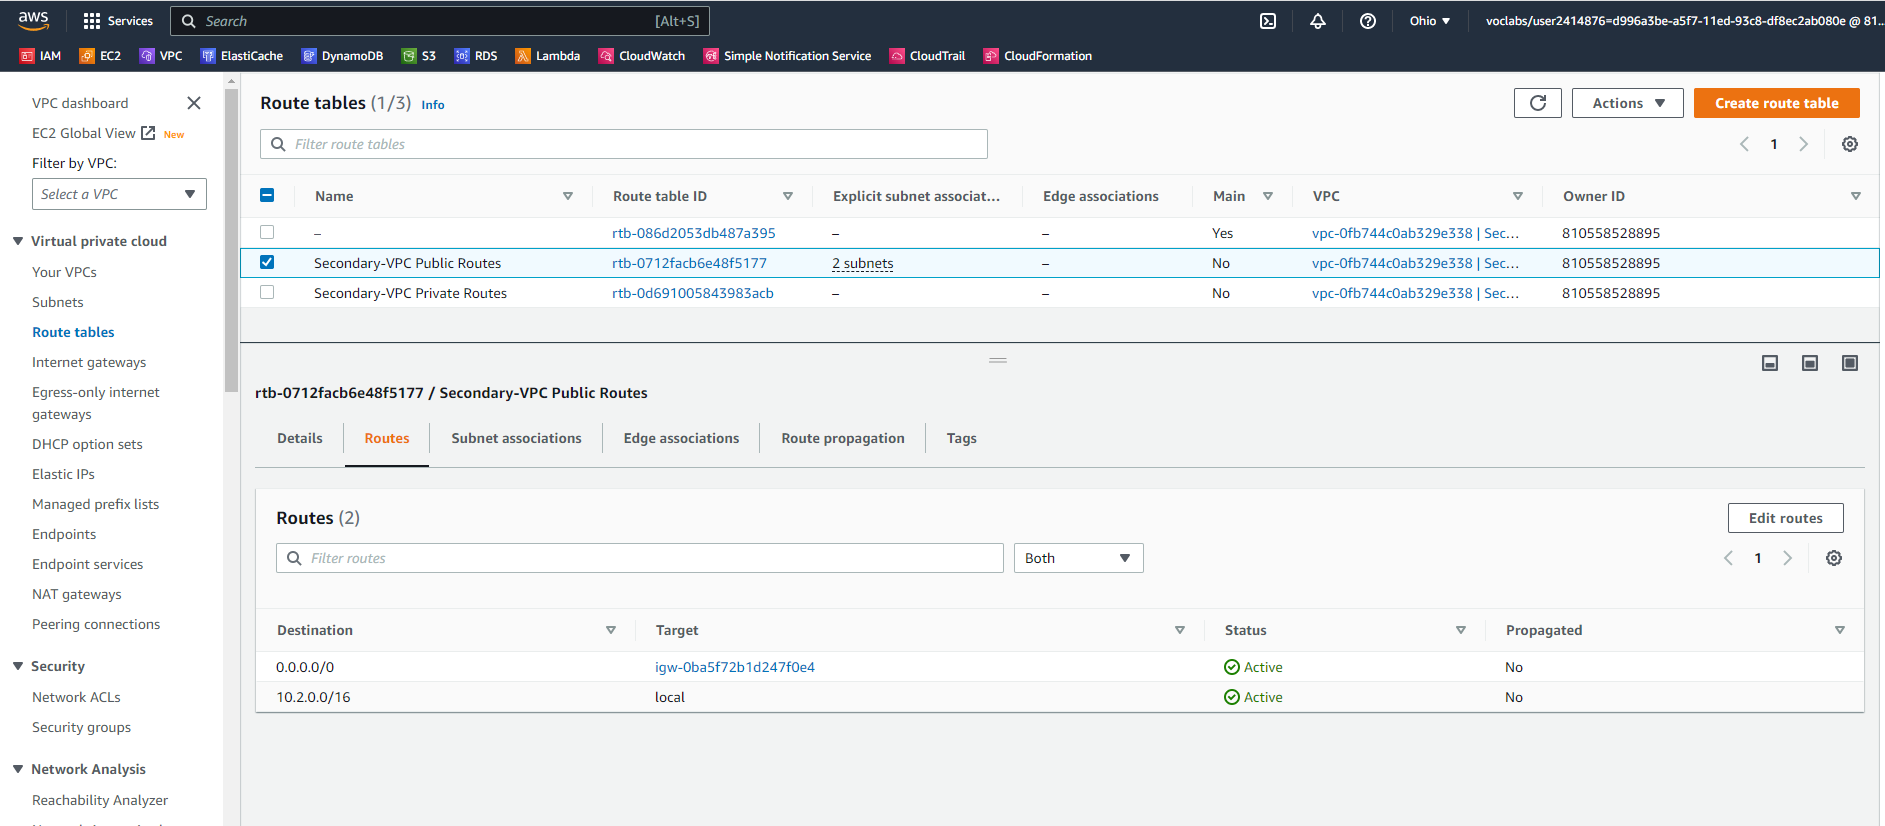 aws
Services
Search
[Alt+S]
Ohio
voclabs/user2414876=d996a3be-a5f7-11ed-93c8-df8ec2ab080e @ 81...
IAM
EC2
VPC
ElastiCache
DynamoDB
S3
RDS
Lambda
CloudWatch
Simple Notification Service
CloudTrail
CloudFormation
VPC dashboard
EC2 Global View New
Filter by VPC:
Select a VPC
Virtual private cloud
Your VPCs
Subnets
Route tables
Internet gateways
Egress-only internet
gateways
DHCP option sets
Elastic IPs
Managed prefix lists
Endpoints
Endpoint services
NAT gateways
Peering connections
Security
Network ACLs
Security groups
Network Analysis
Reachability Analyzer
Route tables (1/3) Info
Actions
Create route table
Filter route tables
1
Name Route table ID Explicit subnet associat... Edge associations Main VPC Owner ID
– rtb-086d2053db487a395 – – Yes vpc-0fb744c0ab329e338 | Sec... 810558528895
Secondary-VPC Public Routes rtb-0712facb6e48f5177 2 subnets – No vpc-0fb744c0ab329e338 | Sec... 810558528895
Secondary-VPC Private Routes rtb-0d691005843983acb – – No vpc-0fb744c0ab329e338 | Sec... 810558528895
rtb-0712facb6e48f5177 / Secondary-VPC Public Routes
Details
Routes
Subnet associations
Edge associations
Route propagation
Tags
Routes (2)
Edit routes
Filter routes
Both
1
Destination Target Status Propagated
0.0.0.0/0 igw-0ba5f72b1d247f0e4 Active No
10.2.0.0/16 local Active No